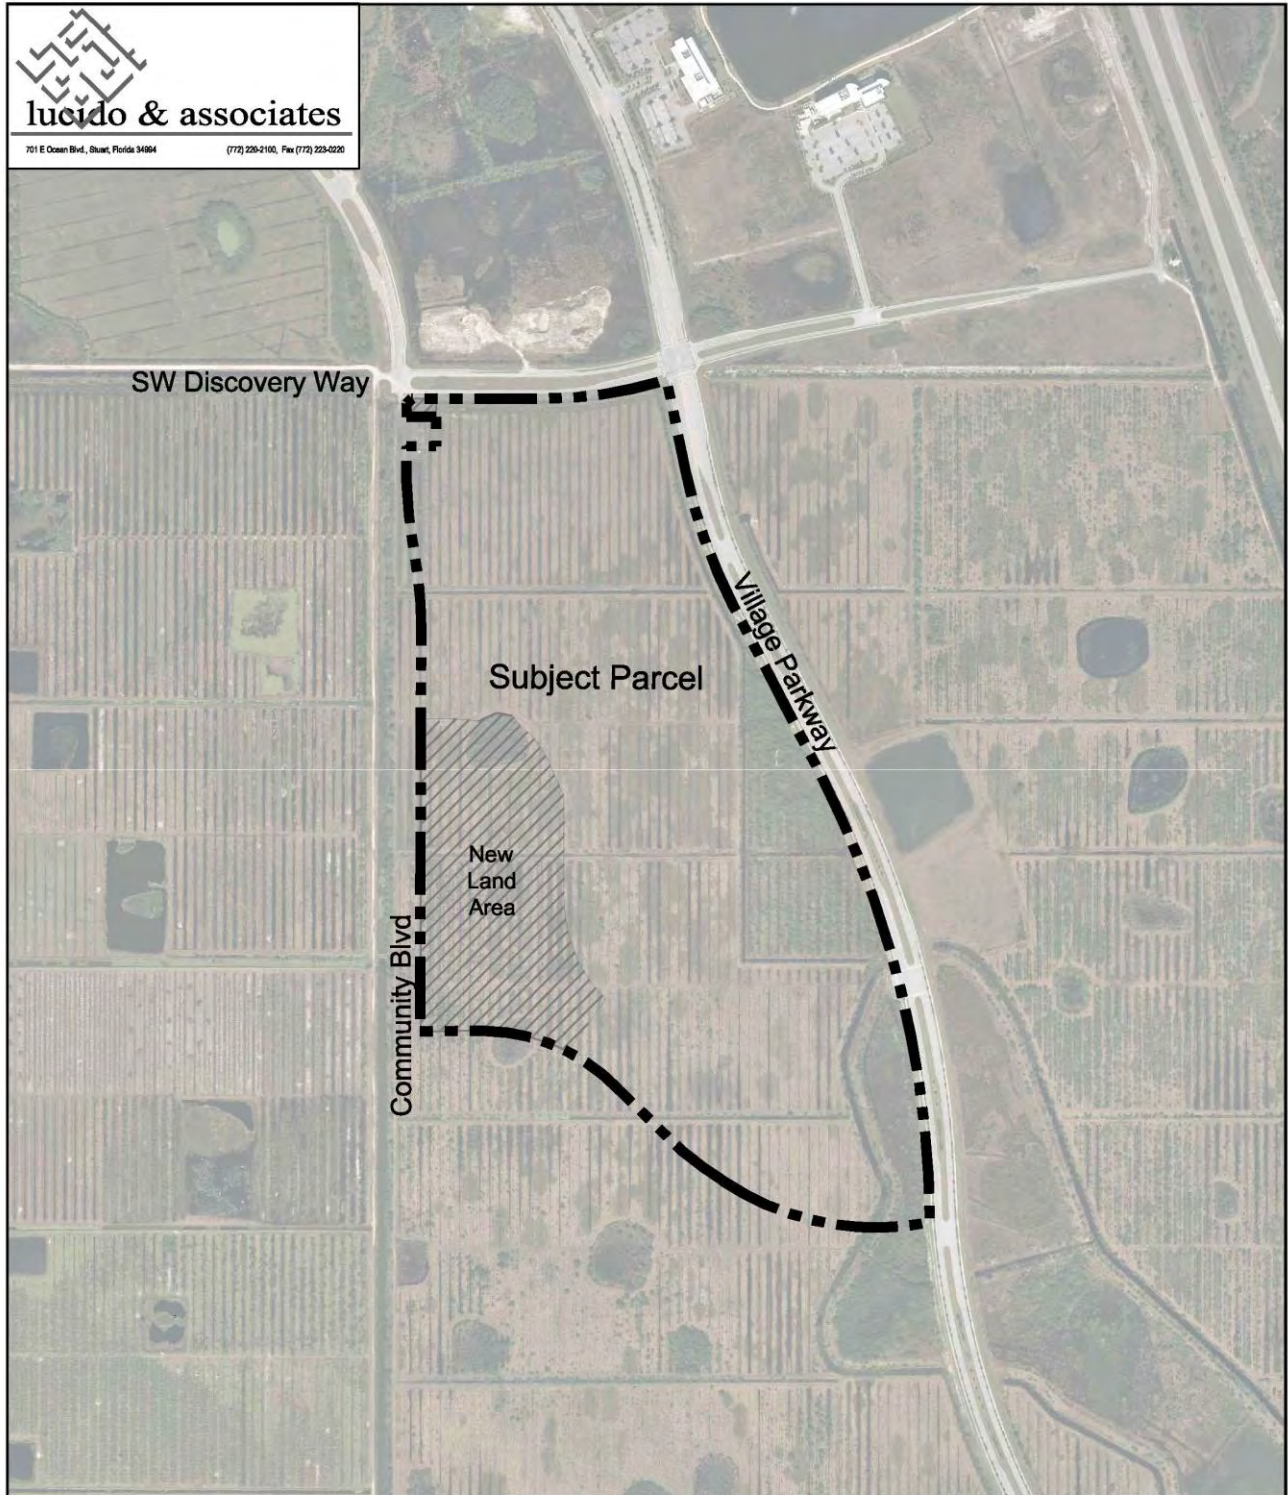 lucido & associates
701 E Ocean Blvd., Stuart, Florida 34994
(772) 220-2100, Fax (772) 223-0220
SW Discovery Way
Village Parkway
Subject Parcel
New
Land
Area
Community Blvd